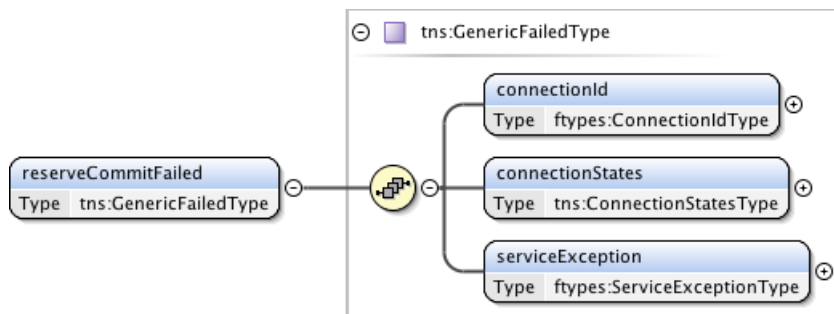 tns:GenericFailedType
connectionId
Type ftypes:ConnectionIdType
reserveCommitFailed
Type tns:GenericFailedType
connectionStates
Type tns:ConnectionStatesType
serviceException
Type ftypes:ServiceExceptionType